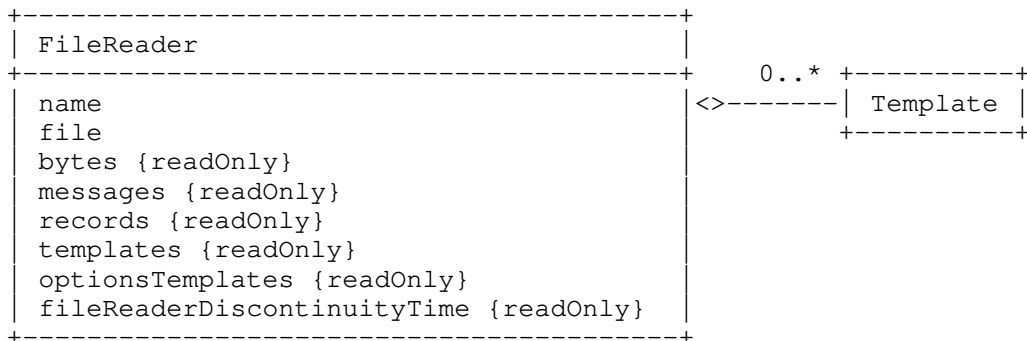 +---------------------------------------+
| FileReader                            |
+---------------------------------------+    0..* +----------+
| name                                  |<>-------| Template |
| file                                  |         +----------+
| bytes {readOnly}                      |
| messages {readOnly}                   |
| records {readOnly}                    |
| templates {readOnly}                  |
| optionsTemplates {readOnly}           |
| fileReaderDiscontinuityTime {readOnly} |
+---------------------------------------+